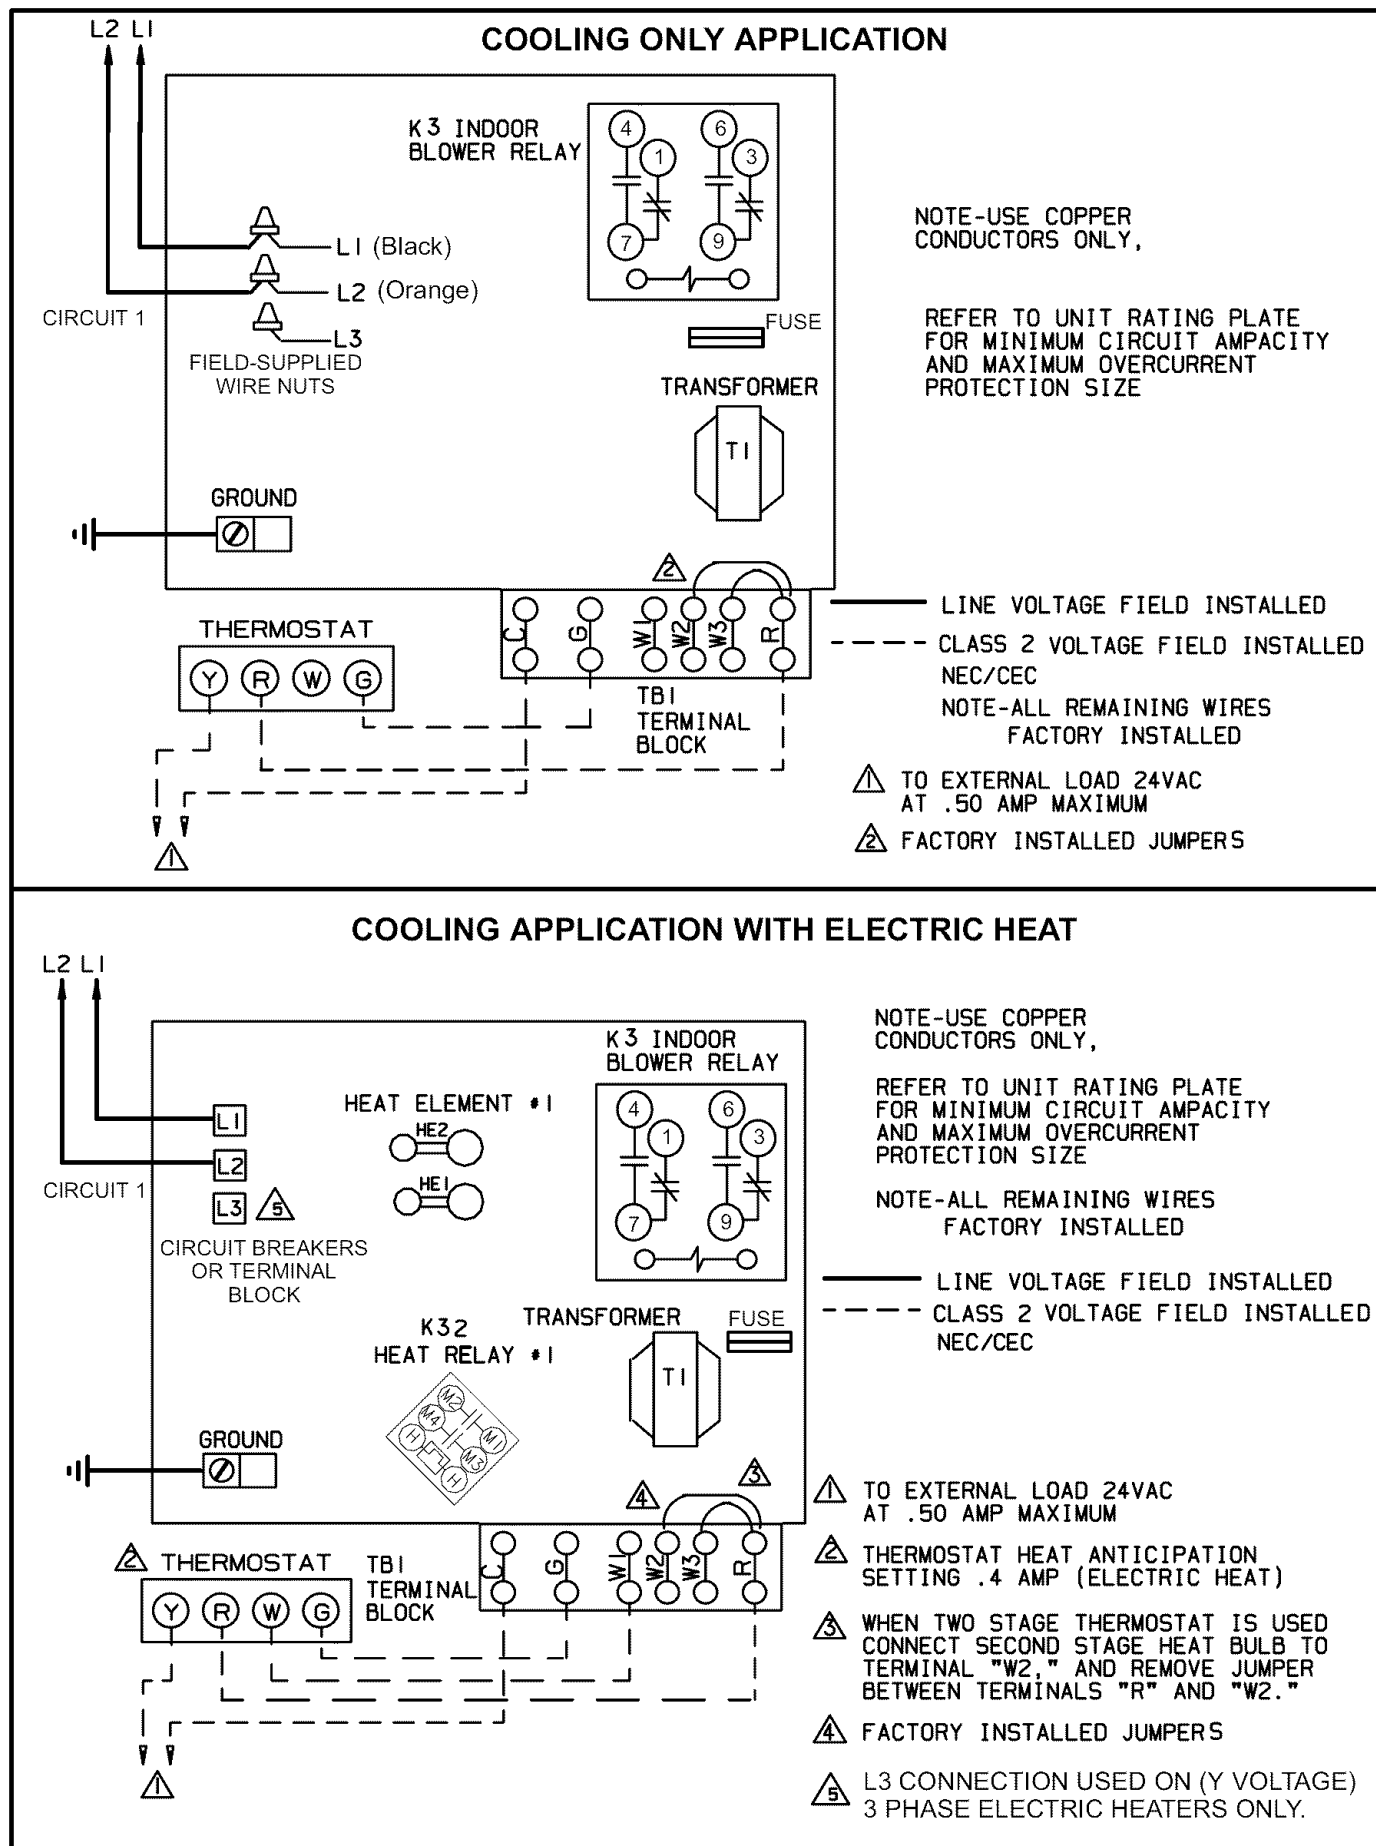 COOLING ONLY APPLICATION
L2 L1
K3 INDOOR
BLOWER RELAY
4
6
1
3
7
9
L1 (Black)
L2 (Orange)
L3
CIRCUIT 1
FIELD-SUPPLIED
WIRE NUTS
FUSE
TRANSFORMER
T1
GROUND
NOTE-USE COPPER
CONDUCTORS ONLY,
REFER TO UNIT RATING PLATE
FOR MINIMUM CIRCUIT AMPACITY
AND MAXIMUM OVERCURRENT
PROTECTION SIZE
2
C G W1 W2 W3 R
THERMOSTAT
Y R W G
TB1
TERMINAL
BLOCK
1
LINE VOLTAGE FIELD INSTALLED
CLASS 2 VOLTAGE FIELD INSTALLED
NEC/CEC
NOTE-ALL REMAINING WIRES
FACTORY INSTALLED
1 TO EXTERNAL LOAD 24VAC
AT .50 AMP MAXIMUM
2 FACTORY INSTALLED JUMPERS
COOLING APPLICATION WITH ELECTRIC HEAT
L2 L1
K3 INDOOR
BLOWER RELAY
4
6
1
3
7
9
HEAT ELEMENT #1
HE2
HE1
L1
L2
L3 5
CIRCUIT 1
CIRCUIT BREAKERS
OR TERMINAL
BLOCK
K32
HEAT RELAY #1
M2
M4
M1
H
M3
H
TRANSFORMER
T1
FUSE
GROUND
NOTE-USE COPPER
CONDUCTORS ONLY,
REFER TO UNIT RATING PLATE
FOR MINIMUM CIRCUIT AMPACITY
AND MAXIMUM OVERCURRENT
PROTECTION SIZE
NOTE-ALL REMAINING WIRES
FACTORY INSTALLED
LINE VOLTAGE FIELD INSTALLED
CLASS 2 VOLTAGE FIELD INSTALLED
NEC/CEC
3
4
C G W1 W2 W3 R
2 THERMOSTAT
Y R W G
TB1
TERMINAL
BLOCK
1
1 TO EXTERNAL LOAD 24VAC
AT .50 AMP MAXIMUM
2 THERMOSTAT HEAT ANTICIPATION
SETTING .4 AMP (ELECTRIC HEAT)
3 WHEN TWO STAGE THERMOSTAT IS USED
CONNECT SECOND STAGE HEAT BULB TO
TERMINAL "W2," AND REMOVE JUMPER
BETWEEN TERMINALS "R" AND "W2."
4 FACTORY INSTALLED JUMPERS
5 L3 CONNECTION USED ON (Y VOLTAGE)
3 PHASE ELECTRIC HEATERS ONLY.